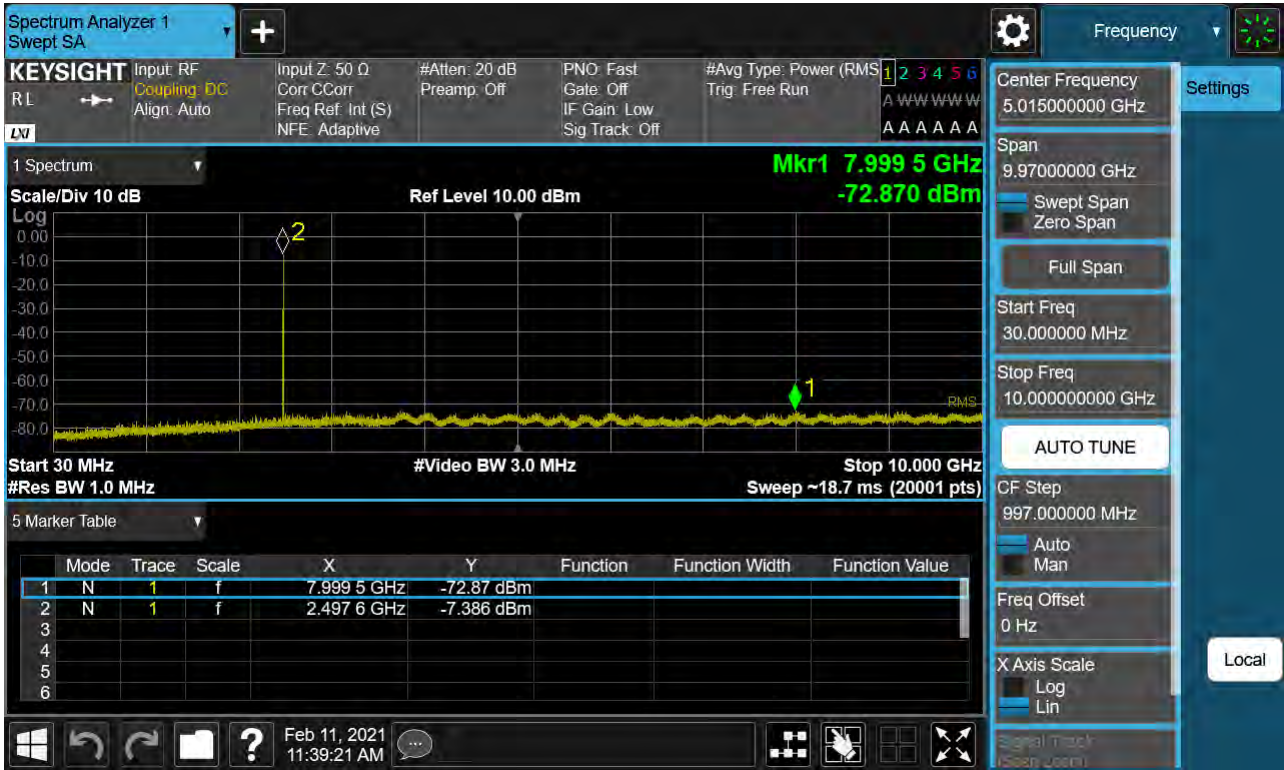 Spectrum Analyzer 1
Swept SA
+
Frequency
KEYSIGHT
R L
LXI
Input: RF
Coupling: DC
Align: Auto
Input Z: 50 Ω
Corr CCorr
Freq Ref: Int (S)
NFE: Adaptive
#Atten: 20 dB
Preamp: Off
PNO: Fast
Gate: Off
IF Gain: Low
Sig Track: Off
#Avg Type: Power (RMS
Trig: Free Run
1 2 3 4 5 6
A W W W W W
A A A A A A
1 Spectrum
Scale/Div 10 dB
Ref Level 10.00 dBm
Mkr1 7.999 5 GHz
-72.870 dBm
Log
0.00
-10.0
-20.0
-30.0
-40.0
-50.0
-60.0
-70.0
-80.0
2
1
RMS
Start 30 MHz
#Video BW 3.0 MHz
Stop 10.000 GHz
#Res BW 1.0 MHz
Sweep ~18.7 ms (20001 pts)
5 Marker Table
Mode Trace Scale X Y Function Function Width Function Value
1 N 1 f 7.999 5 GHz -72.87 dBm
2 N 1 f 2.497 6 GHz -7.386 dBm
3
4
5
6
?
Feb 11, 2021
11:39:21 AM
Center Frequency
5.015000000 GHz
Span
9.97000000 GHz
Swept Span
Zero Span
Full Span
Start Freq
30.000000 MHz
Stop Freq
10.000000000 GHz
AUTO TUNE
CF Step
997.000000 MHz
Auto
Man
Freq Offset
0 Hz
X Axis Scale
Log
Lin
Signal Track
(Span Zoom)
Settings
Local